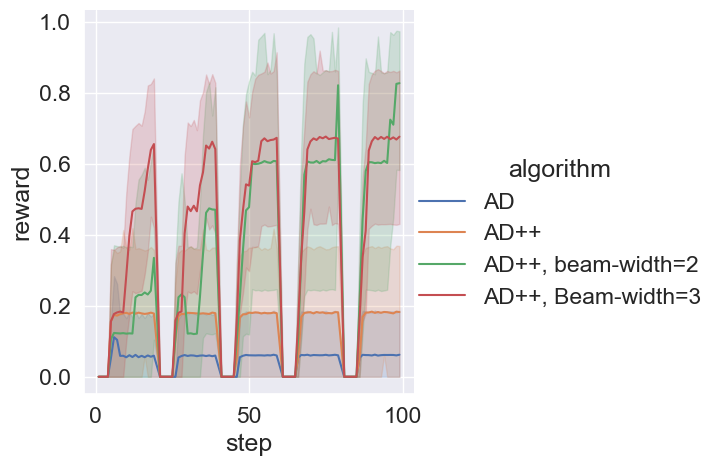 1.0
0.8
0.6
0.4
0.2
0.0
reward
0
50
100
step
algorithm
AD
AD++
AD++, beam-width=2
AD++, Beam-width=3